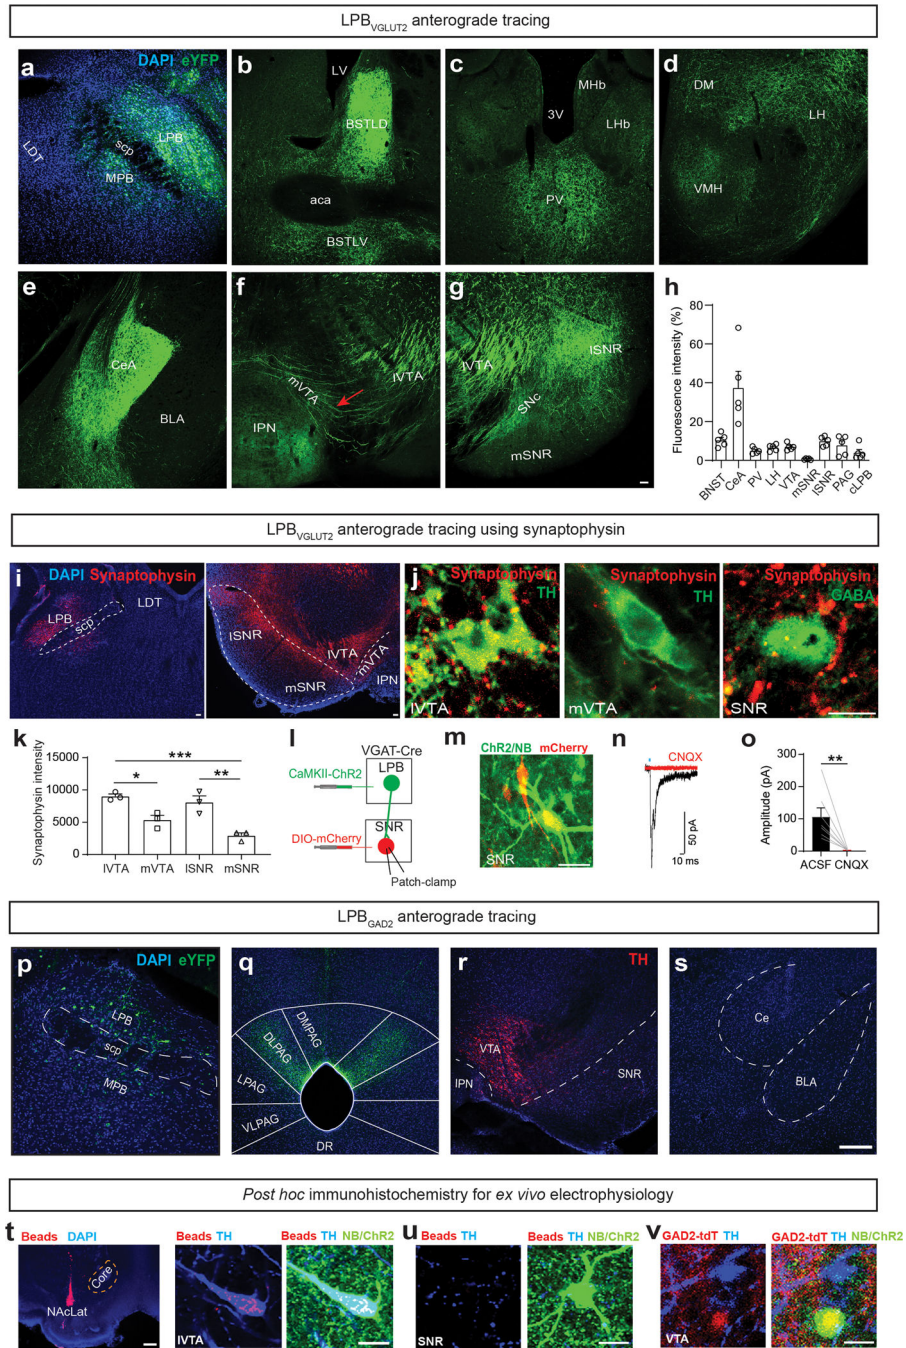 LPB VGLUT2 anterograde tracing
a
DAPI eYFP
LDT
scp
LPB
MPB
b
LV
BSTLD
aca
BSTLV
c
MHb
3V
LHb
PV
d
DM
LH
VMH
e
CeA
BLA
f
mVTA
lVTA
IPN
g
lVTA
lSNR
SNc
mSNR
h
Fluorescence intensity (%)
80
60
40
20
0
BNST
CeA
PV
LH
VTA
mSNR
lSNR
PAG
cLPB
LPB VGLUT2 anterograde tracing using synaptophysin
i
DAPI Synaptophysin
LPB
scp
LDT
lSNR
lVTA
mVTA
mSNR
IPN
j
Synaptophysin
TH
lVTA
Synaptophysin
TH
mVTA
Synaptophysin
GABA
SNR
k
Synaptophysin intensity
15000
10000
5000
0
***
*
**
lVTA
mVTA
lSNR
mSNR
l
VGAT-Cre
LPB
CaMKII-ChR2
SNR
DIO-mCherry
Patch-clamp
m
ChR2/NB mCherry
SNR
n
CNQX
50 pA
10 ms
o
Amplitude (pA)
300
200
100
0
**
ACSF CNQX
LPB GAD2 anterograde tracing
p
DAPI eYFP
LPB
scp
MPB
q
DMPAG
DLPAG
LPAG
VLPAG
DR
r
TH
VTA
SNR
IPN
s
Ce
BLA
Post hoc immunohistochemistry for ex vivo electrophysiology
t
Beads DAPI
Core
NAcLat
Beads TH
lVTA
Beads TH NB/ChR2
u
Beads TH
SNR
Beads TH NB/ChR2
v
GAD2-tdT TH
VTA
GAD2-tdT TH NB/ChR2